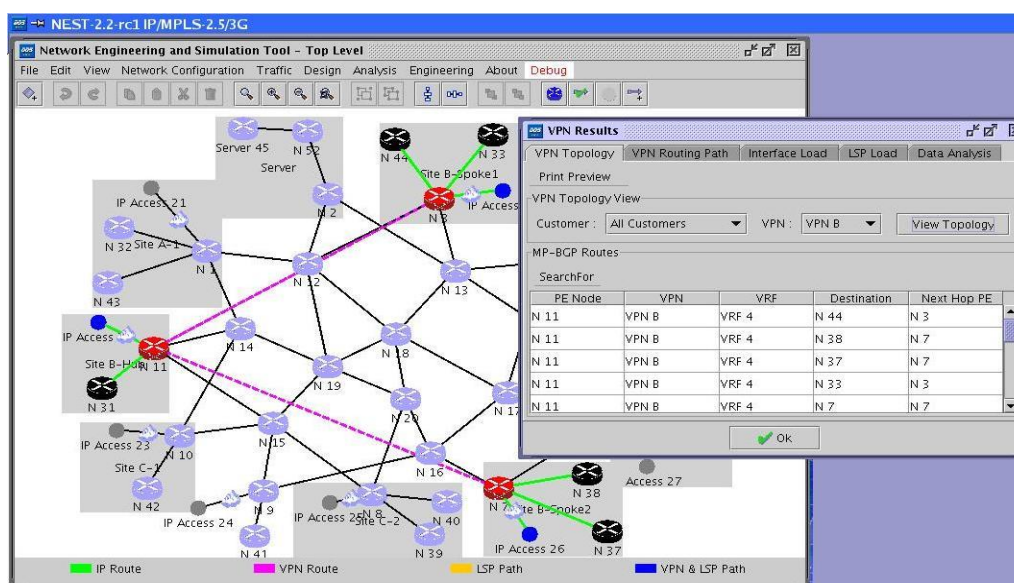 NEST-2.2-rc1 IP/MPLS-2.5/3G
Network Engineering and Simulation Tool - Top Level
File Edit View Network Configuration Traffic Design Analysis Engineering About Debug
Server 45
N 52
Server
N 44
N 33
Site B-Spoke1
IP Access
N 3
N 2
IP Access 21
N 32
Site A-1
N 1
N 43
N 12
N 13
IP Access
Site B-Hub
N 11
N 14
N 18
N 31
N 19
N 17
N 20
IP Access 23
N 10
N 15
Site C-1
N 16
N 42
N 38
Access 27
N 7
Site B-Spoke2
IP Access 24
N 9
IP Access 25
N 8
Site C-2
N 40
N 41
N 39
IP Access 26
N 37
IP Route
VPN Route
LSP Path
VPN & LSP Path
VPN Results
VPN Topology VPN Routing Path Interface Load LSP Load Data Analysis
Print Preview
VPN Topology View
Customer : All Customers VPN : VPN B View Topology
MP-BGP Routes
SearchFor
PE Node VPN VRF Destination Next Hop PE
N 11 VPN B VRF 4 N 44 N 3
N 11 VPN B VRF 4 N 38 N 7
N 11 VPN B VRF 4 N 37 N 7
N 11 VPN B VRF 4 N 33 N 3
N 11 VPN B VRF 4 N 7 N 7
Ok